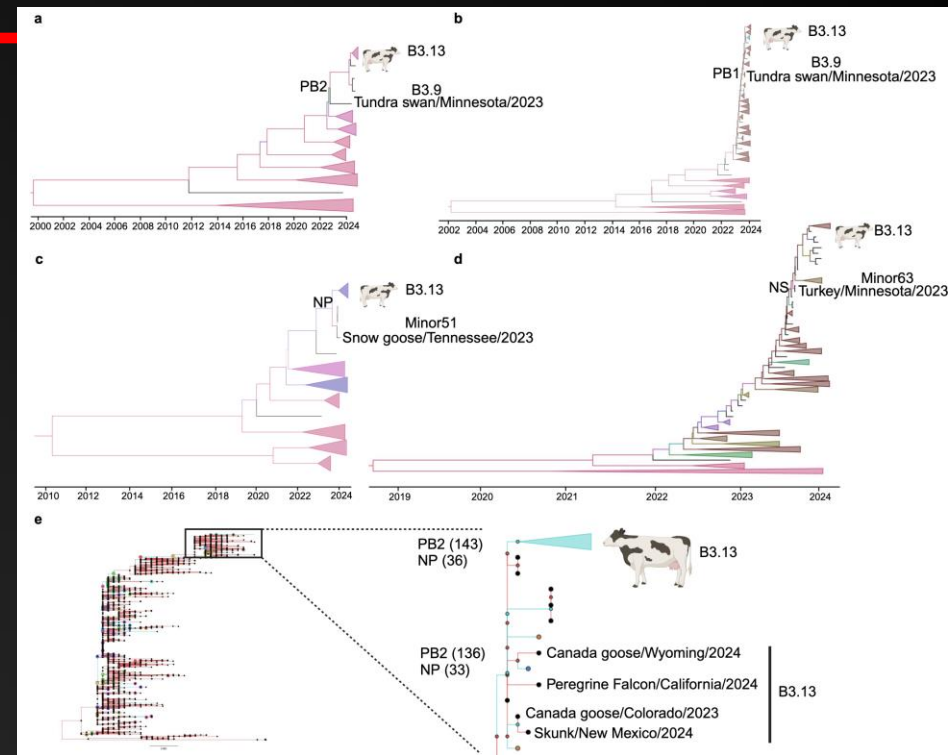 a
B3.13
PB2
B3.9
Tundra swan/Minnesota/2023
2000 2002 2004 2006 2008 2010 2012 2014 2016 2018 2020 2022 2024
b
B3.13
PB1
B3.9
Tundra swan/Minnesota/2023
2002 2004 2006 2008 2010 2012 2014 2016 2018 2020 2022 2024
c
NP
B3.13
Minor51
Snow goose/Tennessee/2023
2010 2012 2014 2016 2018 2020 2022 2024
d
B3.13
NS
Minor63
Turkey/Minnesota/2023
2019 2020 2021 2022 2023 2024
e
PB2 (143)
NP (36)
B3.13
PB2 (136)
NP (33)
Canada goose/Wyoming/2024
Peregrine Falcon/California/2024
Canada goose/Colorado/2023
Skunk/New Mexico/2024
B3.13